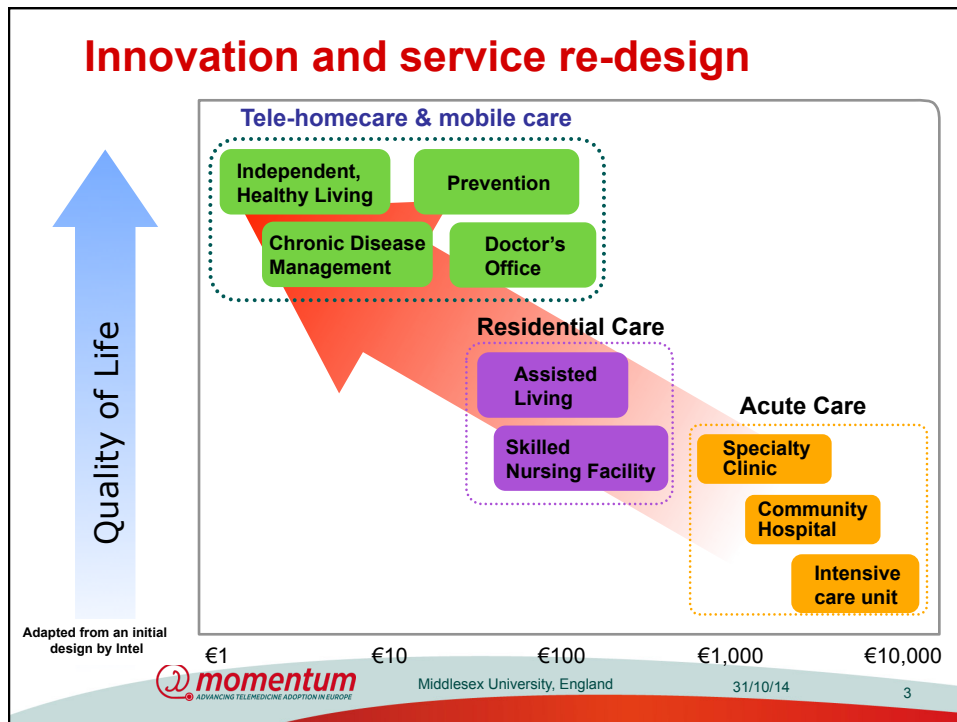 Innovation and service re-design
Tele-homecare & mobile care
Independent,
Healthy Living
Prevention
Chronic Disease
Management
Doctor's
Office
Residential Care
Assisted
Living
Skilled
Nursing Facility
Acute Care
Specialty
Clinic
Community
Hospital
Intensive
care unit
Quality of Life
Adapted from an initial
design by Intel
€1 €10 €100 €1,000 €10,000
momentum
ADVANCING TELEMEDICINE ADOPTION IN EUROPE
Middlesex University, England
31/10/14
3